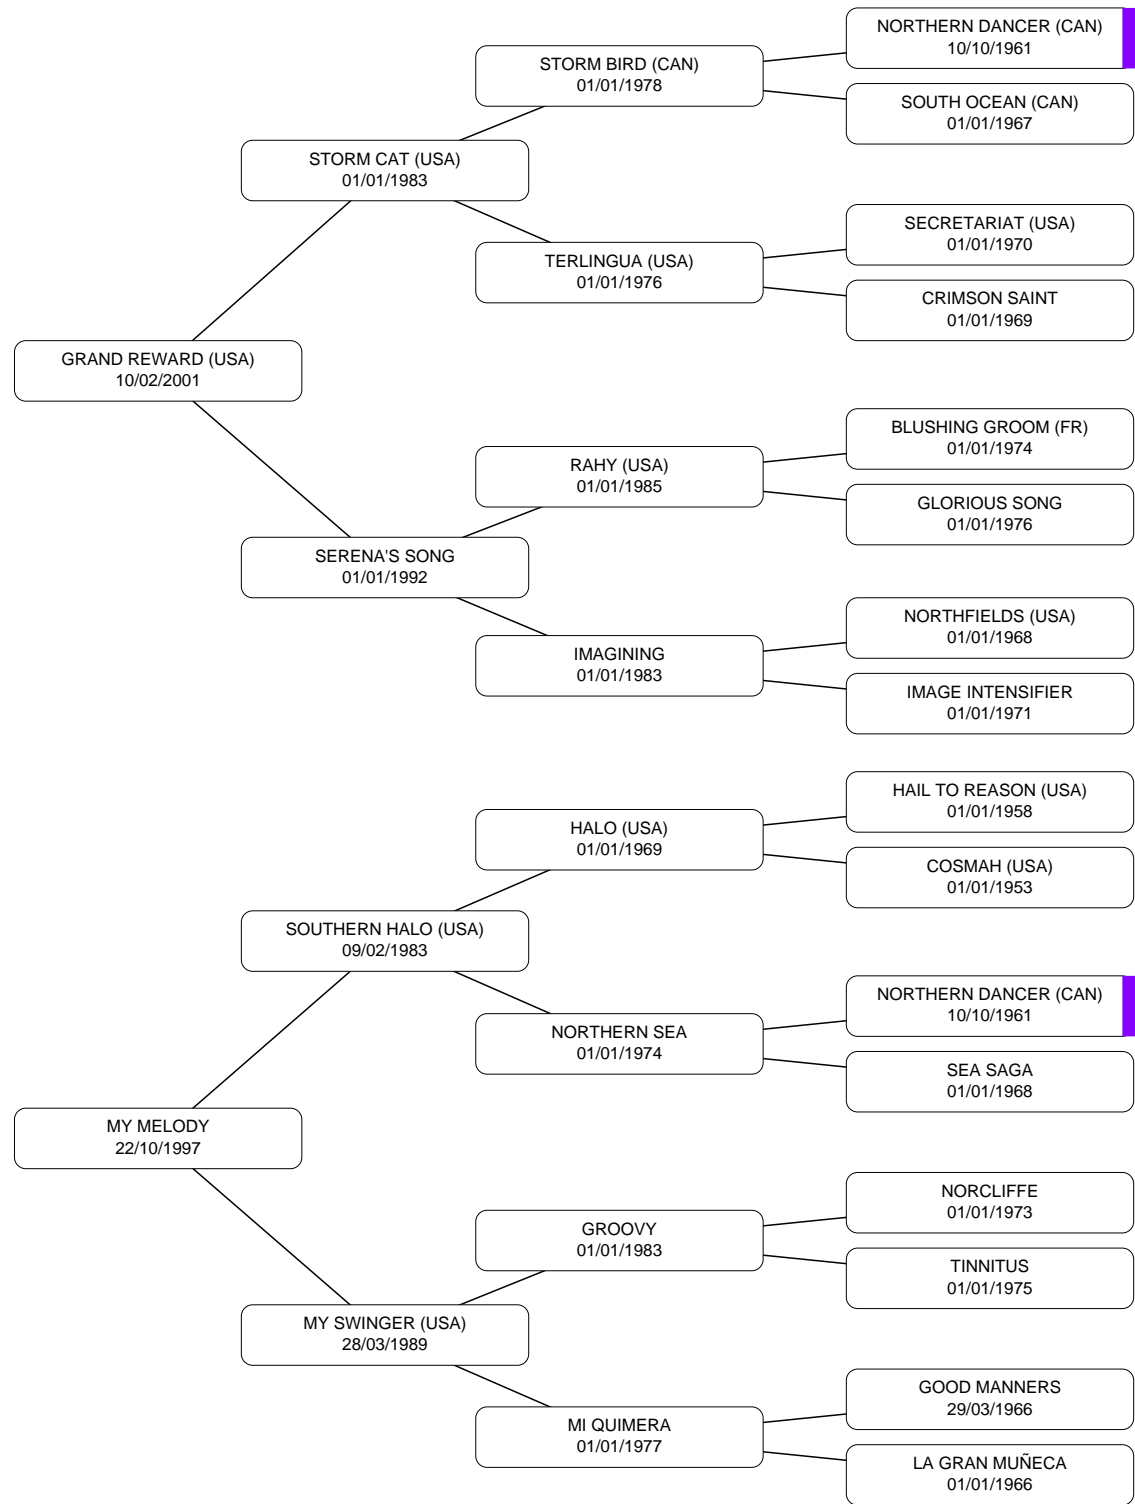 NORTHERN DANCER (CAN)
10/10/1961
STORM BIRD (CAN)
01/01/1978
SOUTH OCEAN (CAN)
01/01/1967
STORM CAT (USA)
01/01/1983
SECRETARIAT (USA)
01/01/1970
TERLINGUA (USA)
01/01/1976
CRIMSON SAINT
01/01/1969
GRAND REWARD (USA)
10/02/2001
BLUSHING GROOM (FR)
01/01/1974
RAHY (USA)
01/01/1985
GLORIOUS SONG
01/01/1976
SERENA'S SONG
01/01/1992
NORTHFIELDS (USA)
01/01/1968
IMAGINING
01/01/1983
IMAGE INTENSIFIER
01/01/1971
HAIL TO REASON (USA)
01/01/1958
HALO (USA)
01/01/1969
COSMAH (USA)
01/01/1953
SOUTHERN HALO (USA)
09/02/1983
NORTHERN DANCER (CAN)
10/10/1961
NORTHERN SEA
01/01/1974
SEA SAGA
01/01/1968
MY MELODY
22/10/1997
NORCLIFFE
01/01/1973
GROOVY
01/01/1983
TINNITUS
01/01/1975
MY SWINGER (USA)
28/03/1989
GOOD MANNERS
29/03/1966
MI QUIMERA
01/01/1977
LA GRAN MUÑECA
01/01/1966